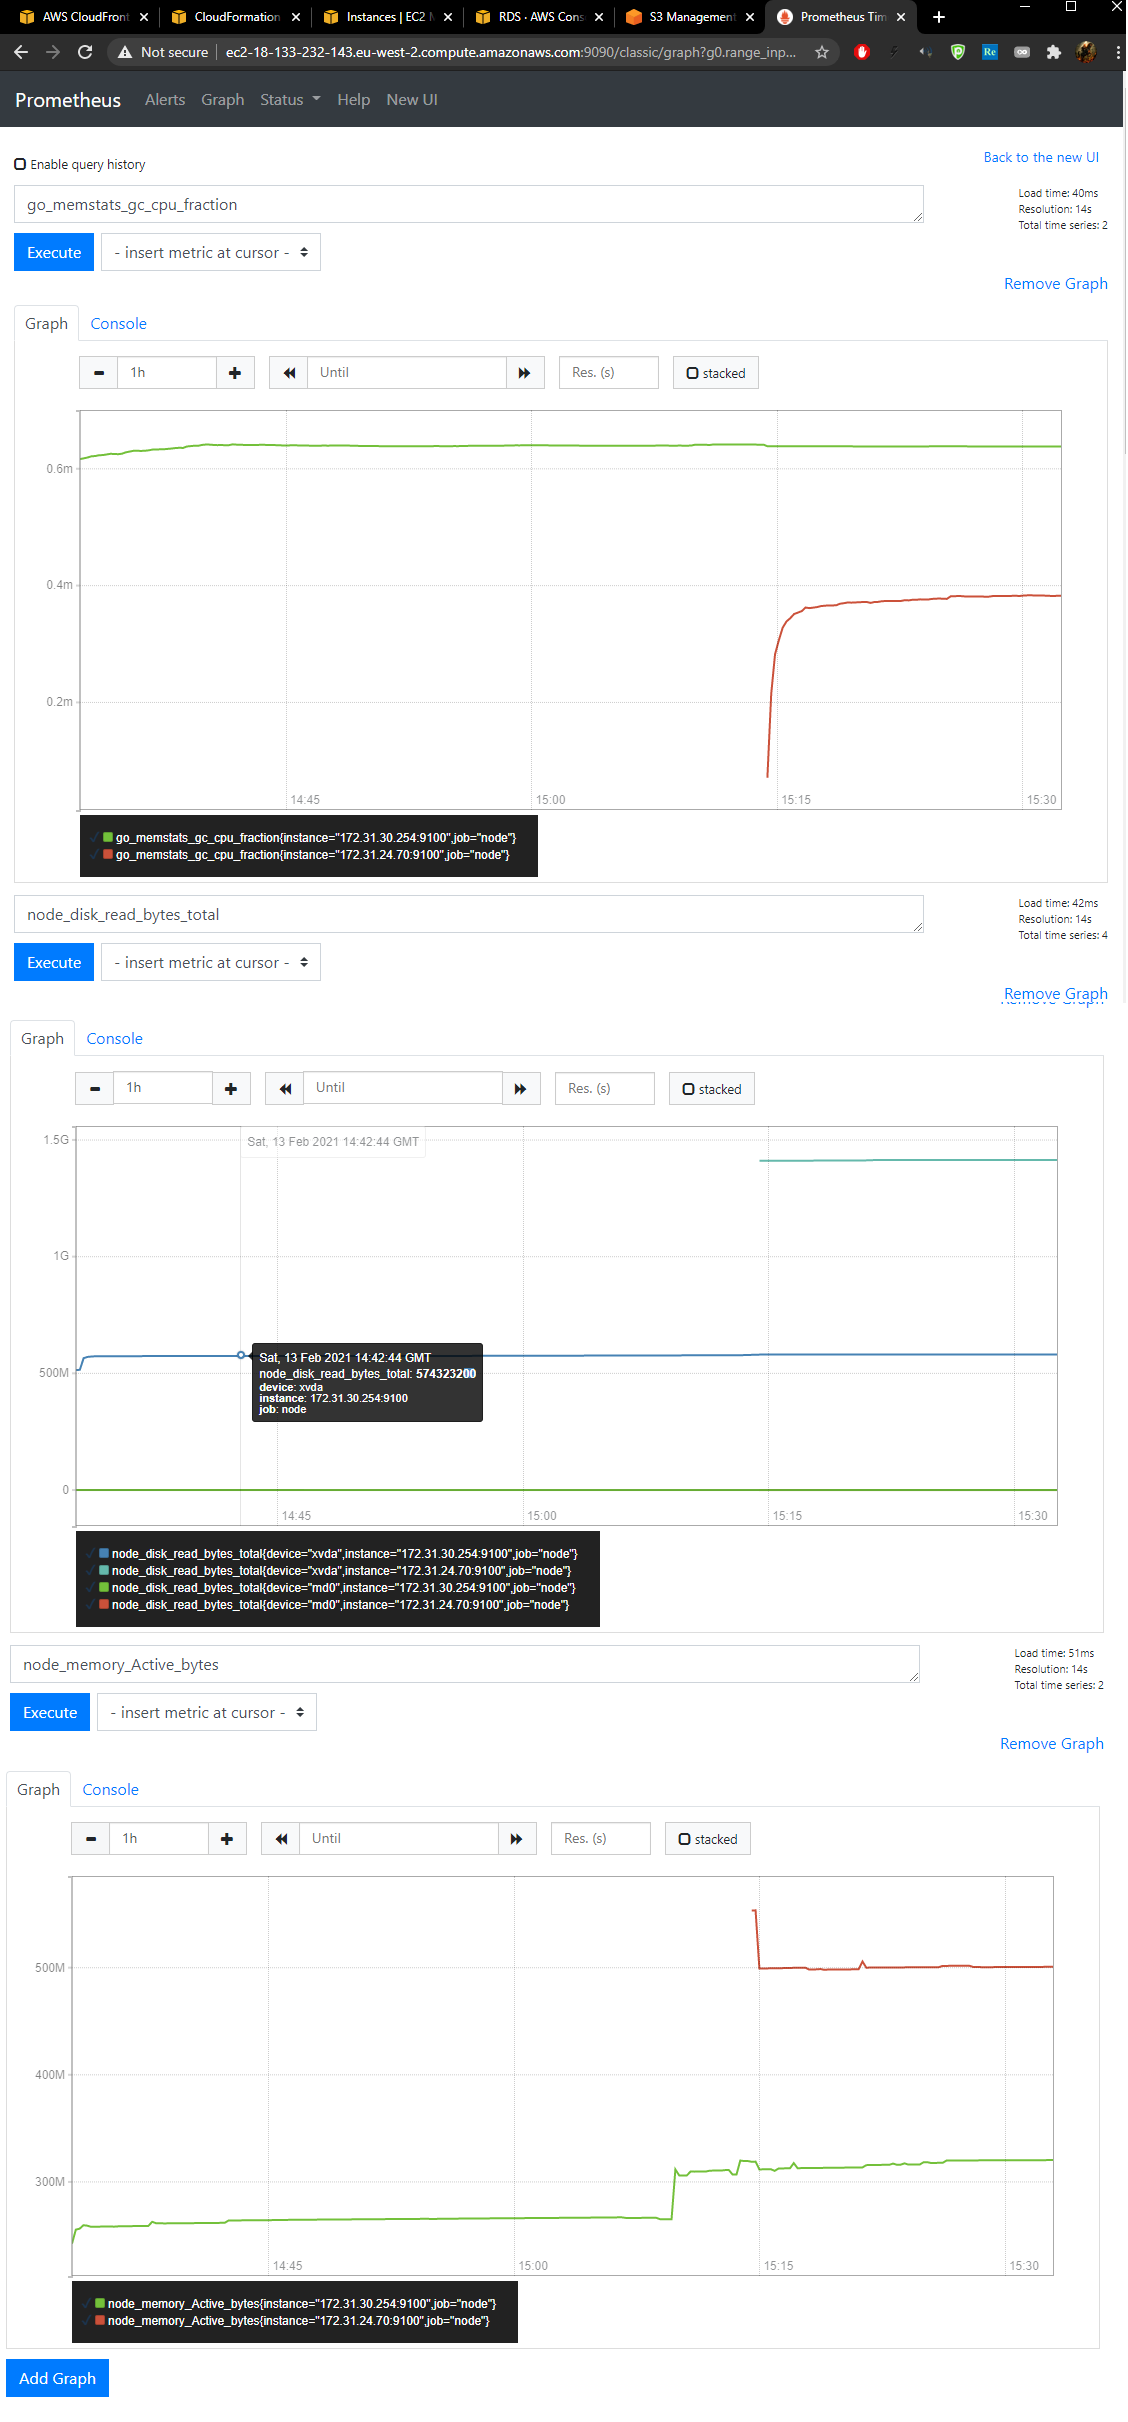 AWS CloudFront
CloudFormation
Instances | EC2 M
RDS · AWS Cons
S3 Management
Prometheus Tim
Not secure
ec2-18-133-232-143.eu-west-2.compute.amazonaws.com:9090/classic/graph?g0.range_inp...
Re
Prometheus Alerts Graph Status Help New UI
Enable query history
Back to the new UI
go_memstats_gc_cpu_fraction
Load time: 40ms
Resolution: 14s
Total time series: 2
Execute - insert metric at cursor -
Remove Graph
Graph Console
1h Until Res. (s) stacked
0.6m
0.4m
0.2m
14:45 15:00 15:15 15:30
go_memstats_gc_cpu_fraction{instance="172.31.30.254:9100",job="node"}
go_memstats_gc_cpu_fraction{instance="172.31.24.70:9100",job="node"}
node_disk_read_bytes_total
Load time: 42ms
Resolution: 14s
Total time series: 4
Execute - insert metric at cursor -
Remove Graph
Graph Console
1h Until Res. (s) stacked
1.5G
Sat, 13 Feb 2021 14:42:44 GMT
1G
500M
Sat, 13 Feb 2021 14:42:44 GMT
node_disk_read_bytes_total: 574323200
device: xvda
instance: 172.31.30.254:9100
job: node
0
14:45 15:00 15:15 15:30
node_disk_read_bytes_total{device="xvda",instance="172.31.30.254:9100",job="node"}
node_disk_read_bytes_total{device="xvda",instance="172.31.24.70:9100",job="node"}
node_disk_read_bytes_total{device="md0",instance="172.31.30.254:9100",job="node"}
node_disk_read_bytes_total{device="md0",instance="172.31.24.70:9100",job="node"}
node_memory_Active_bytes
Load time: 51ms
Resolution: 14s
Total time series: 2
Execute - insert metric at cursor -
Remove Graph
Graph Console
1h Until Res. (s) stacked
500M
400M
300M
14:45 15:00 15:15 15:30
node_memory_Active_bytes{instance="172.31.30.254:9100",job="node"}
node_memory_Active_bytes{instance="172.31.24.70:9100",job="node"}
Add Graph